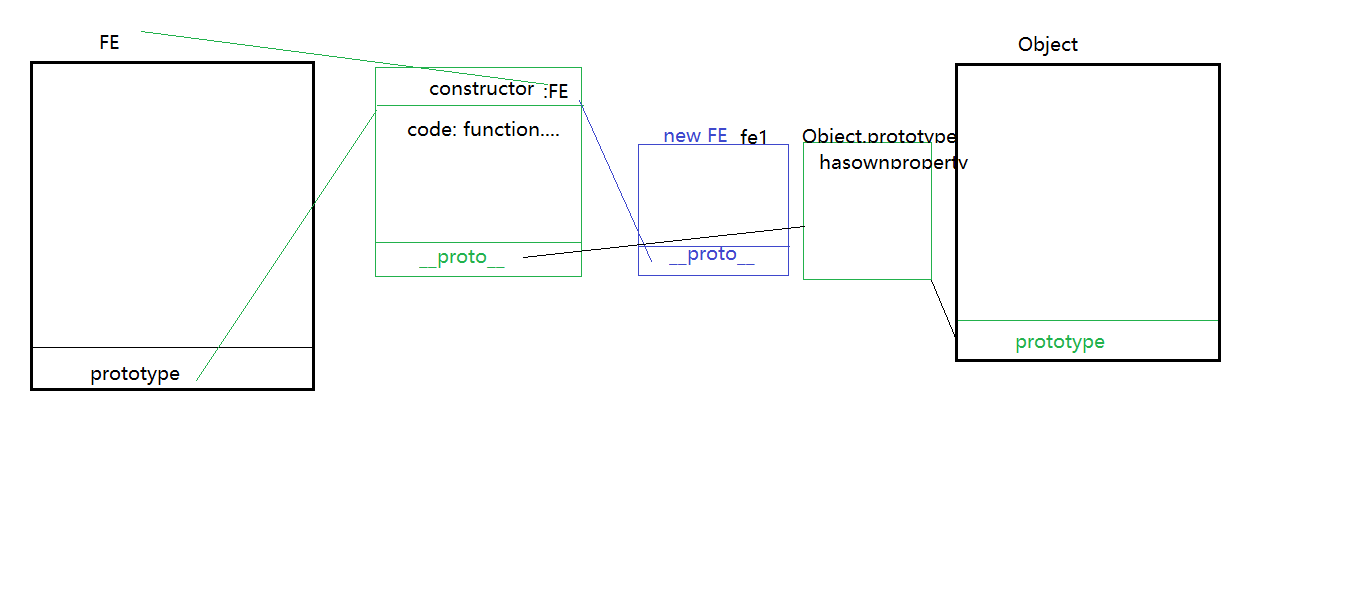 FE
Object
constructor :FE
code: function....
new FE fe1
Object.prototype
hasownproperty
__proto__
__proto__
prototype
prototype